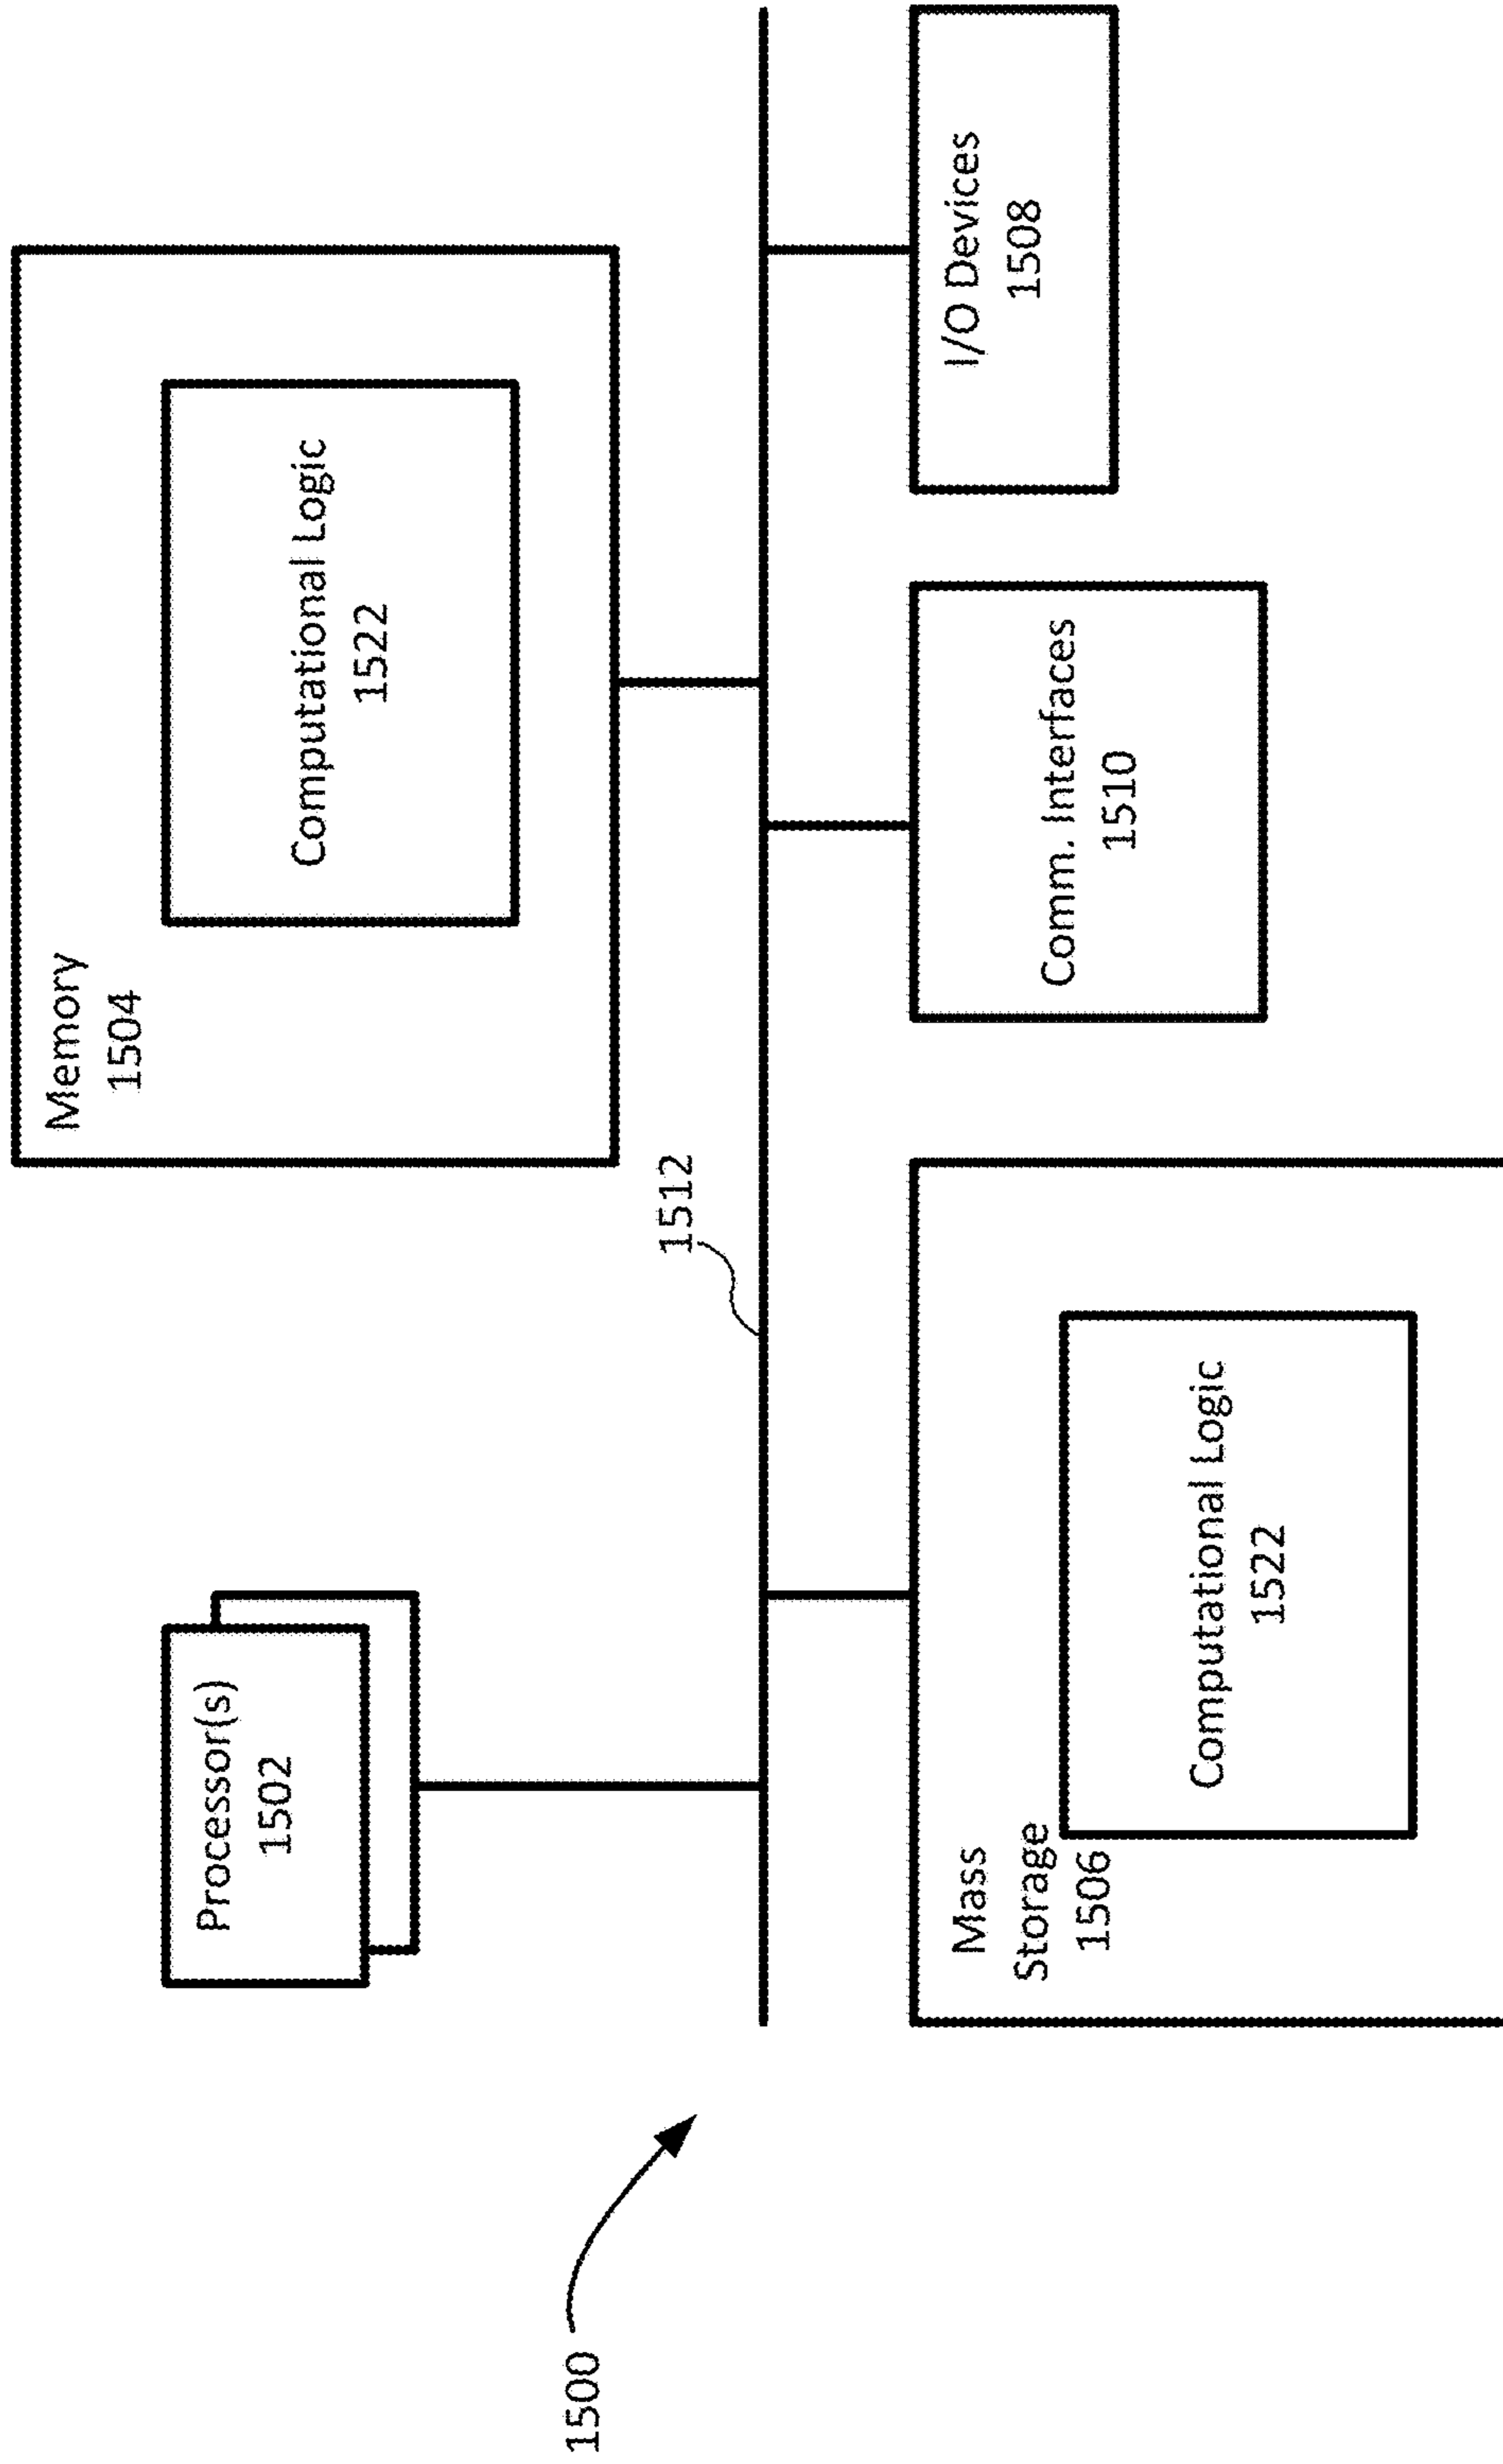 1500
Processor(s)
1502
Memory
1504
Computational Logic
1522
1512
Mass
Storage
1506
Computational Logic
1522
Comm. Interfaces
1510
I/O Devices
1508